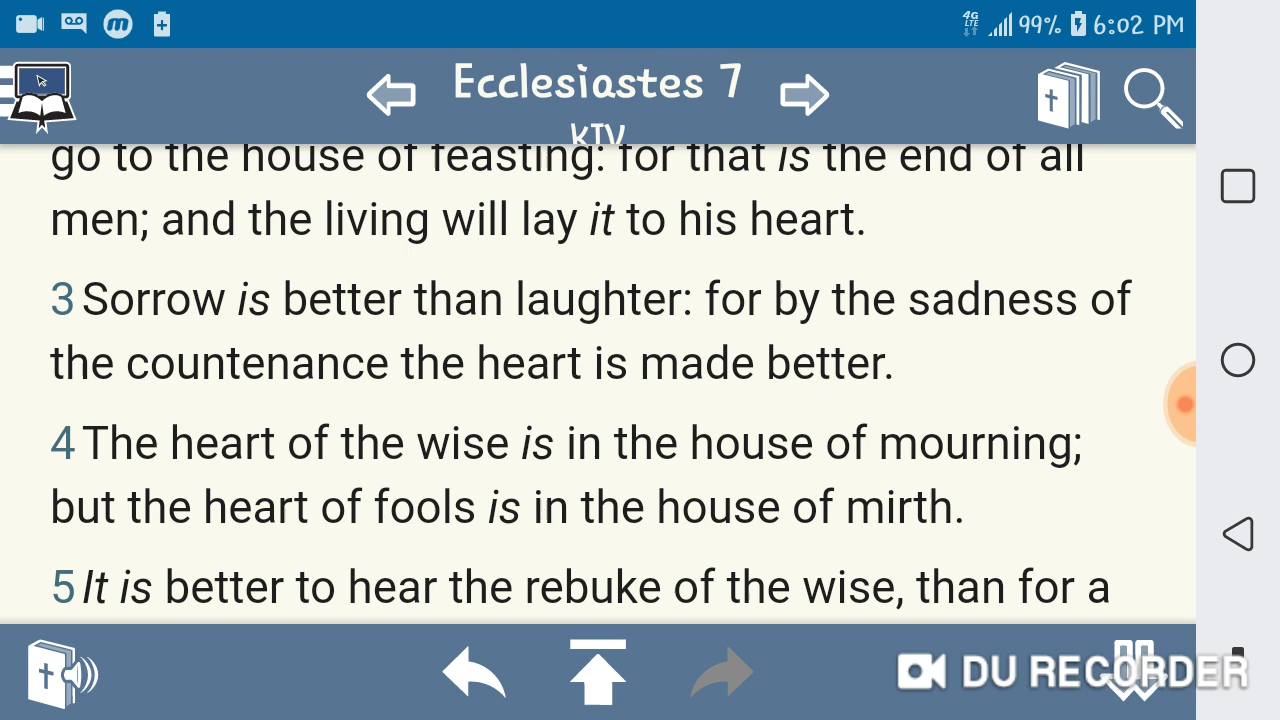 4G LTE 99% 6:02 PM
Ecclesiastes 7
KJV
go to the house of feasting: for that is the end of all
men; and the living will lay it to his heart.
3 Sorrow is better than laughter: for by the sadness of
the countenance the heart is made better.
4 The heart of the wise is in the house of mourning;
but the heart of fools is in the house of mirth.
5 It is better to hear the rebuke of the wise, than for a
DU RECORDER